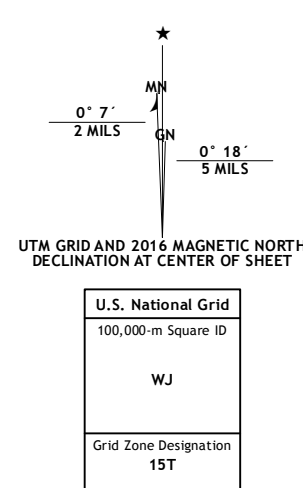 ★
MN
0° 7´
2 MILS
GN
0° 18´
5 MILS
UTM GRID AND 2016 MAGNETIC NORTH
DECLINATION AT CENTER OF SHEET
U.S. National Grid
100,000-m Square ID
WJ
Grid Zone Designation
15T